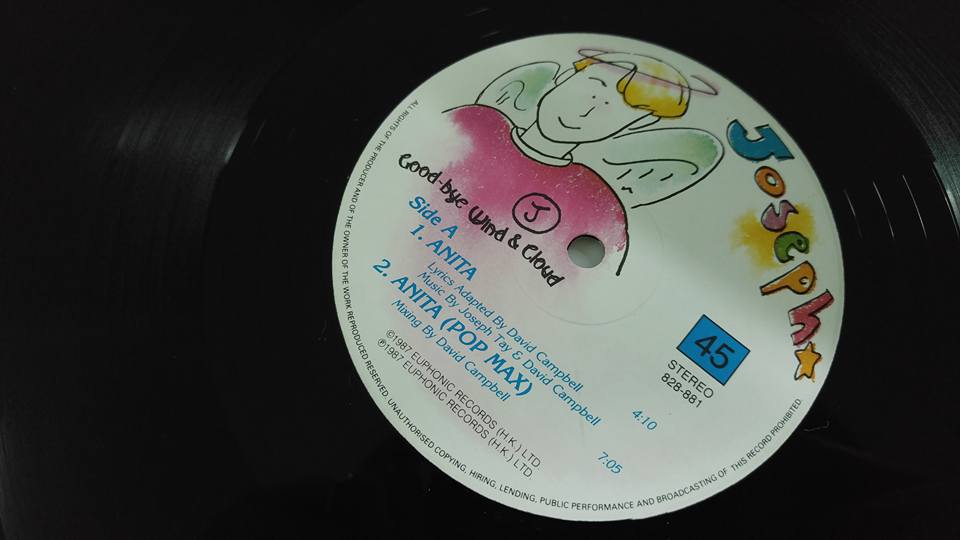 Joseph
Good-bye Wind & Cloud
J
Side A
1. ANITA
Lyrics Adapted By David Campbell
Music By Joseph Tay & David Campbell
4:10
2. ANITA (POP MAX)
Mixing By David Campbell
7:05
©1987 EUPHONIC RECORDS (H.K.) LTD.
℗1987 EUPHONIC RECORDS (H.K.) LTD.
45
STEREO
828-881
ALL RIGHTS OF THE PRODUCER AND OF THE OWNER OF THE WORK REPRODUCED RESERVED. UNAUTHORISED COPYING, HIRING, LENDING, PUBLIC PERFORMANCE AND BROADCASTING OF THIS RECORD PROHIBITED.